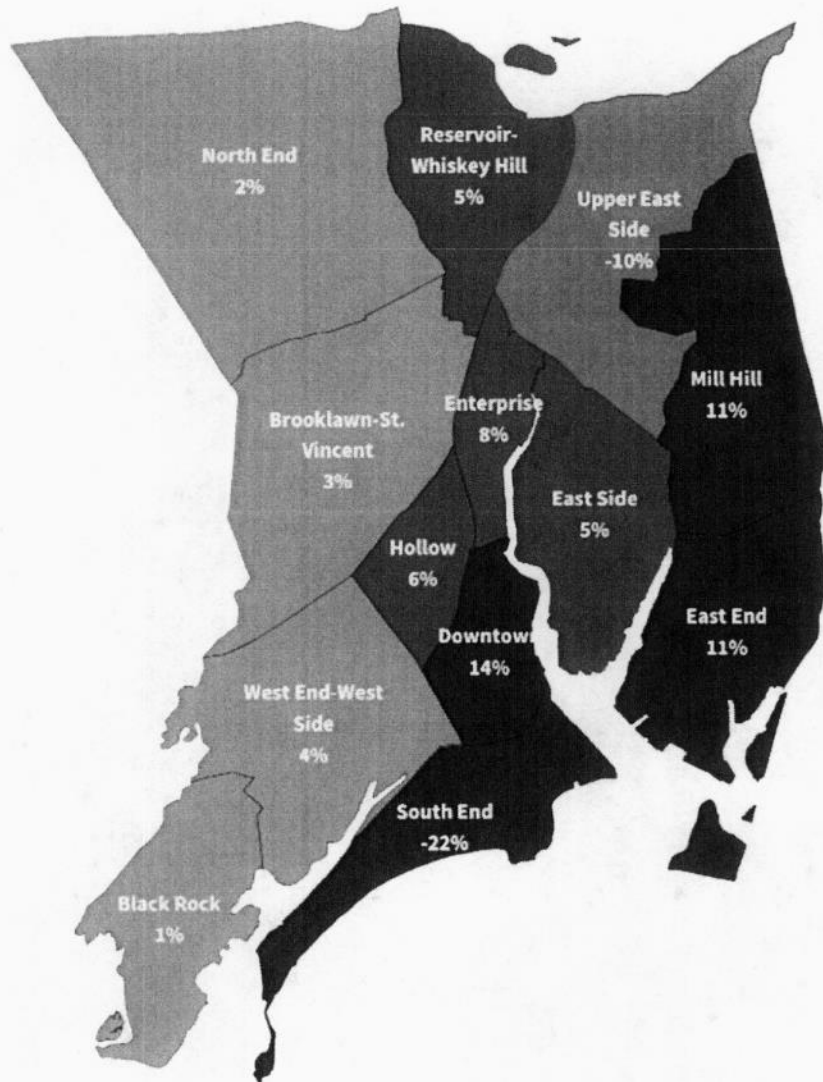 North End
2%
Reservoir-
Whiskey Hill
5%
Upper East
Side
-10%
Mill Hill
11%
Enterprise
8%
Brooklawn-St.
Vincent
3%
East Side
5%
Hollow
6%
East End
11%
Downtown
14%
West End-West
Side
4%
South End
-22%
Black Rock
1%